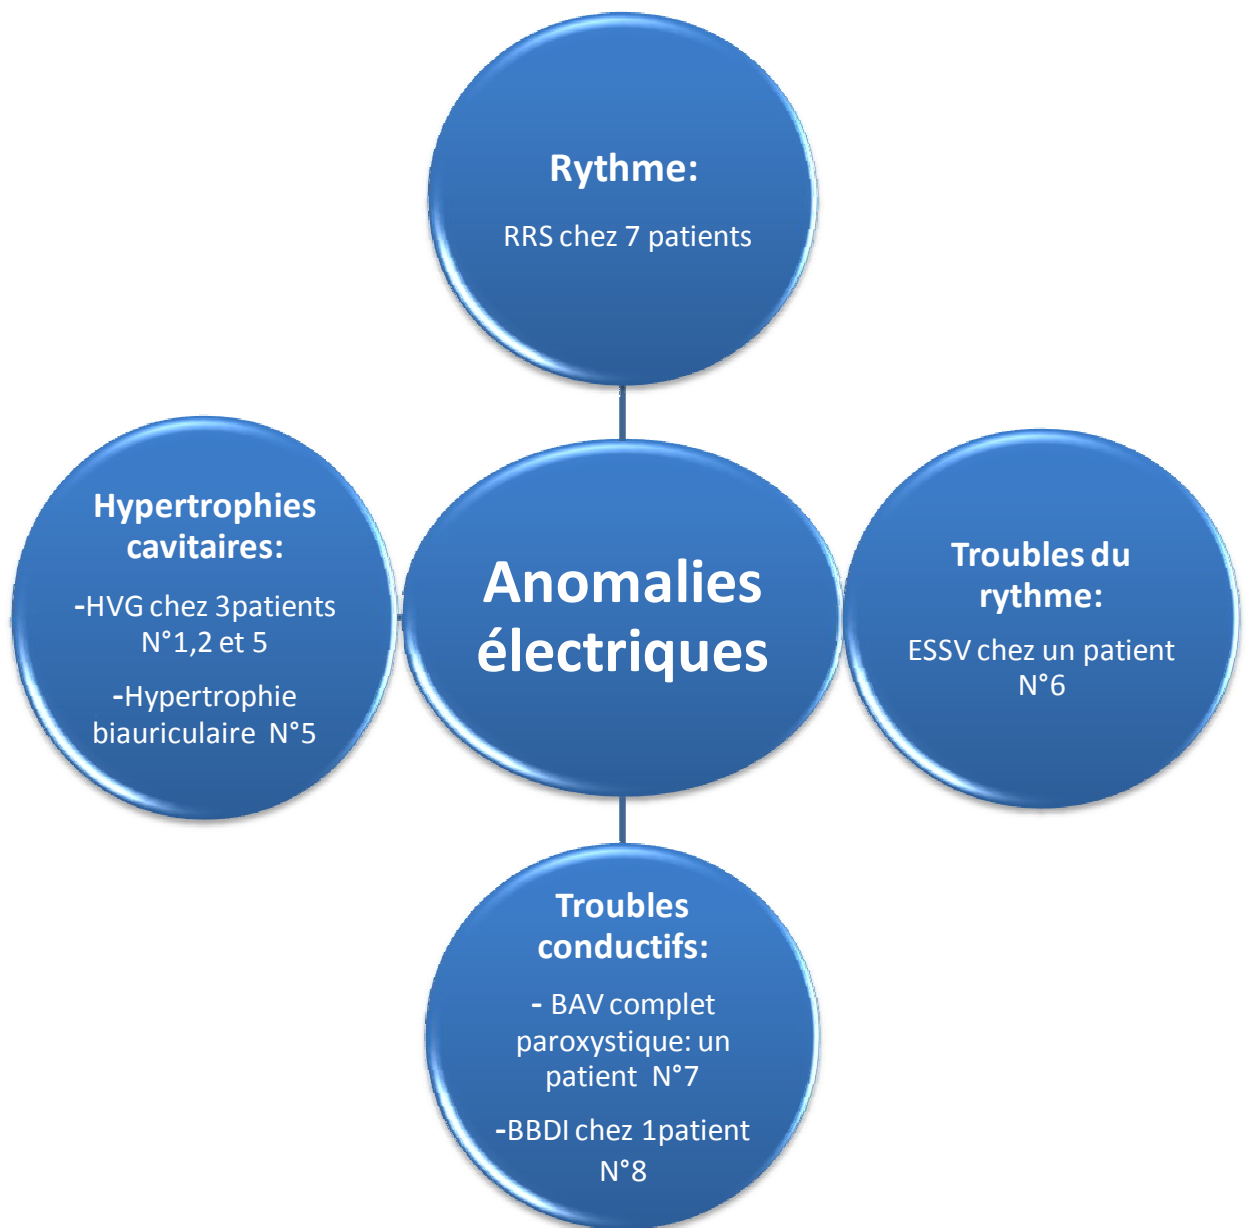 Rythme:
RRS chez 7 patients
Hypertrophies
cavitaires:
-HVG chez 3patients
N°1,2 et 5
-Hypertrophie
biauriculaire N°5
Anomalies
électriques
Troubles du
rythme:
ESSV chez un patient
N°6
Troubles
conductifs:
- BAV complet
paroxystique: un
patient N°7
-BBDI chez 1patient
N°8